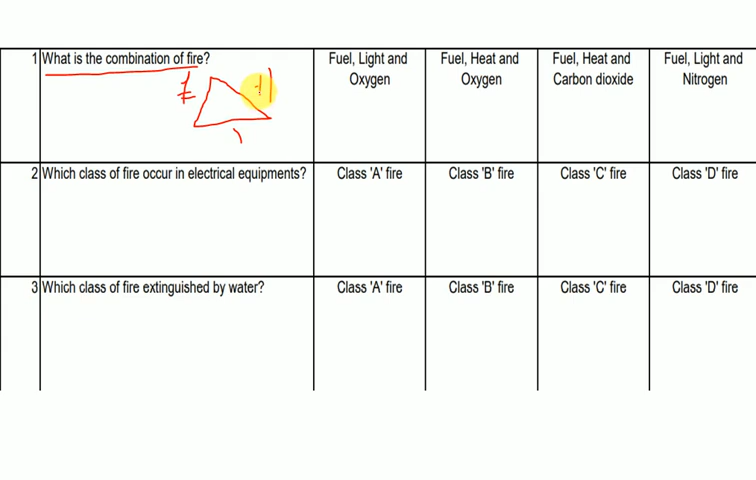 1 What is the combination of fire? Fuel, Light and Oxygen Fuel, Heat and Oxygen Fuel, Heat and Carbon dioxide Fuel, Light and Nitrogen
2 Which class of fire occur in electrical equipments? Class 'A' fire Class 'B' fire Class 'C' fire Class 'D' fire
3 Which class of fire extinguished by water? Class 'A' fire Class 'B' fire Class 'C' fire Class 'D' fire